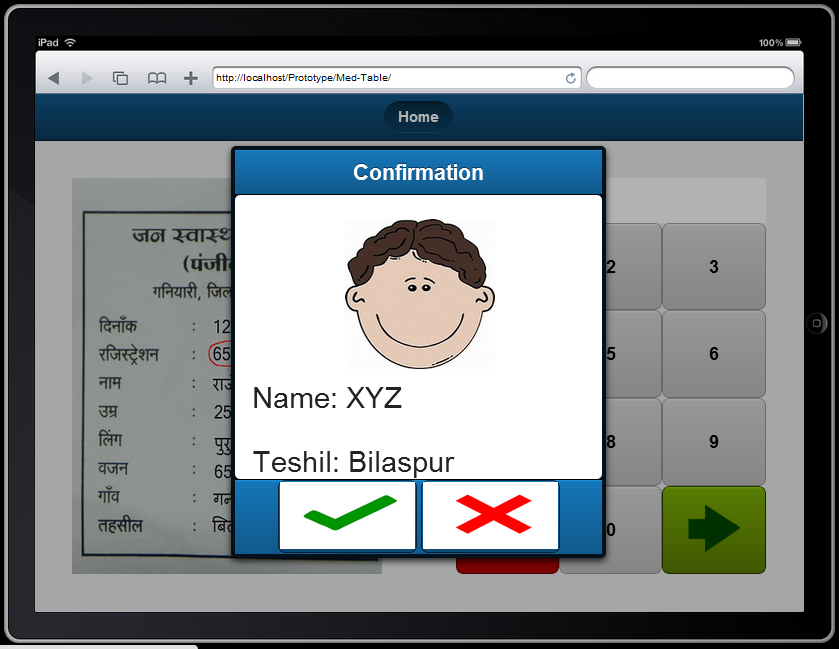 iPad
100%
http://localhost/Prototype/Med-Table/
Home
Confirmation
Name: XYZ
Teshil: Bilaspur
जन
गनियारी,
दिनाँक : 12
रजिस्ट्रेशन : 65
नाम :
उम्र : 25
लिंग :
वजन : 65
गाँव :
तहसील :
2
3
5
6
8
9
0